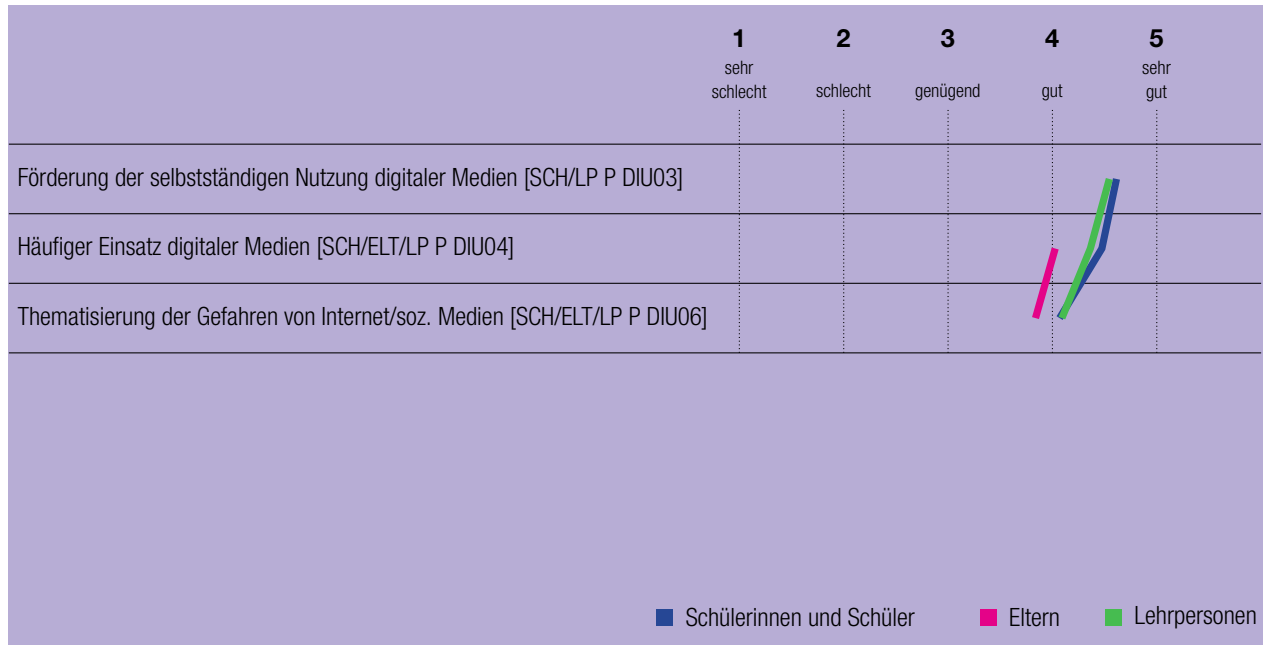 1 2 3 4 5
sehr schlecht schlecht genügend gut sehr gut
Förderung der selbstständigen Nutzung digitaler Medien [SCH/LP P DIU03]
Häufiger Einsatz digitaler Medien [SCH/ELT/LP P DIU04]
Thematisierung der Gefahren von Internet/soz. Medien [SCH/ELT/LP P DIU06]
Schülerinnen und Schüler Eltern Lehrpersonen